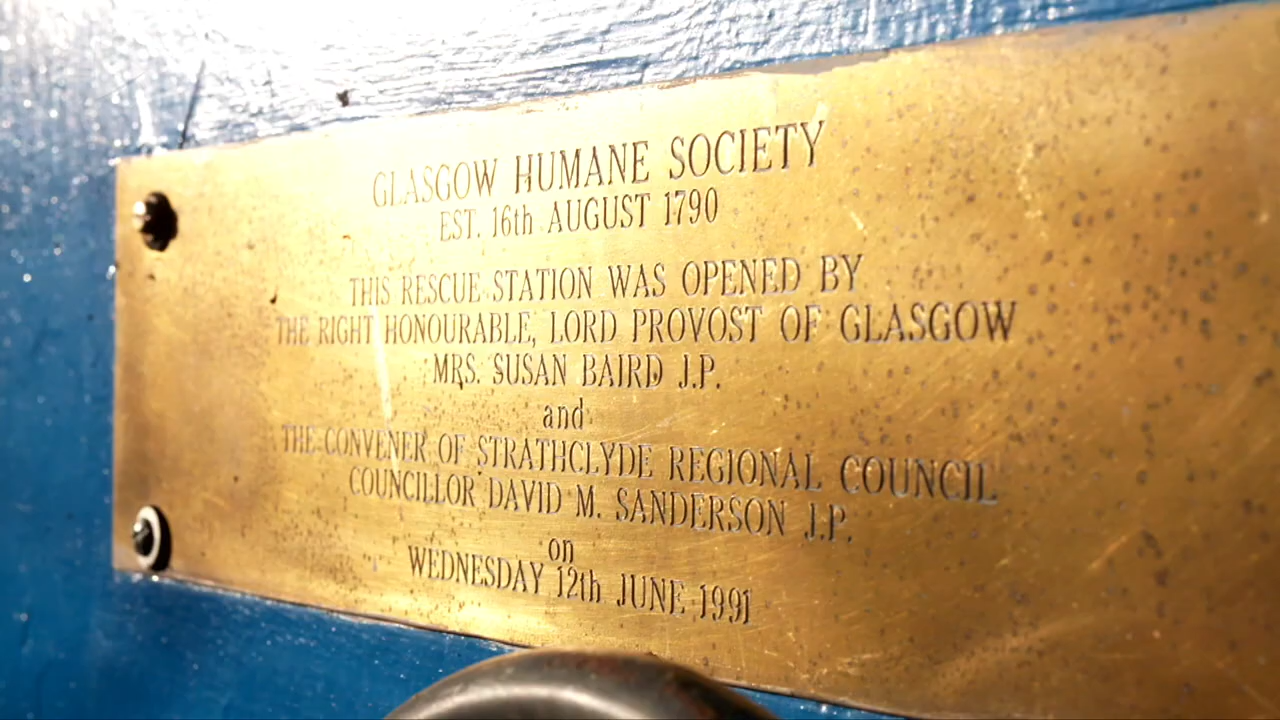 GLASGOW HUMANE SOCIETY
EST. 16th AUGUST 1790
THIS RESCUE STATION WAS OPENED BY
THE RIGHT HONOURABLE, LORD PROVOST OF GLASGOW
MRS. SUSAN BAIRD J.P.
and
THE CONVENER OF STRATHCLYDE REGIONAL COUNCIL
COUNCILLOR DAVID M. SANDERSON J.P.
on
WEDNESDAY 12th JUNE 1991